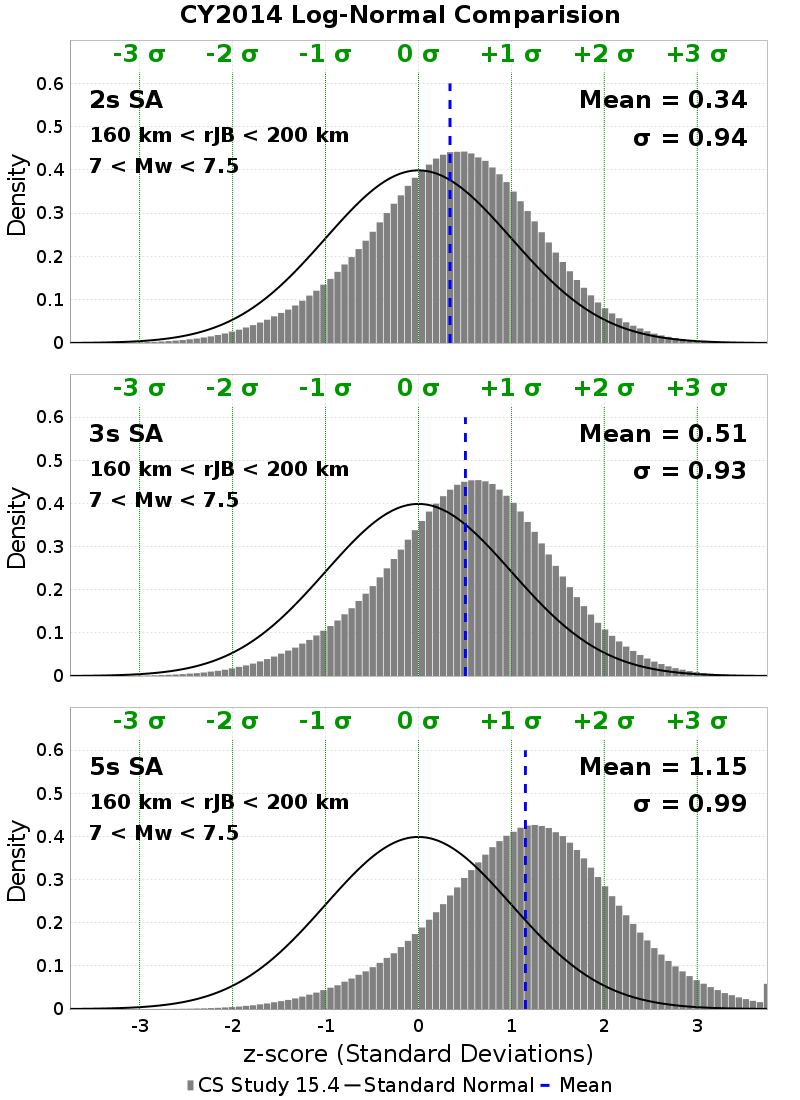 CY2014 Log-Normal Comparision
-3 σ -2 σ -1 σ 0 σ +1 σ +2 σ +3 σ
0.6
0.5
0.4
0.3
0.2
0.1
0
Density
2s SA
160 km < rJB < 200 km
7 < Mw < 7.5
Mean = 0.34
σ = 0.94
-3 σ -2 σ -1 σ 0 σ +1 σ +2 σ +3 σ
0.6
0.5
0.4
0.3
0.2
0.1
0
Density
3s SA
160 km < rJB < 200 km
7 < Mw < 7.5
Mean = 0.51
σ = 0.93
-3 σ -2 σ -1 σ 0 σ +1 σ +2 σ +3 σ
0.6
0.5
0.4
0.3
0.2
0.1
0
Density
5s SA
160 km < rJB < 200 km
7 < Mw < 7.5
Mean = 1.15
σ = 0.99
-3 -2 -1 0 1 2 3
z-score (Standard Deviations)
CS Study 15.4 Standard Normal Mean